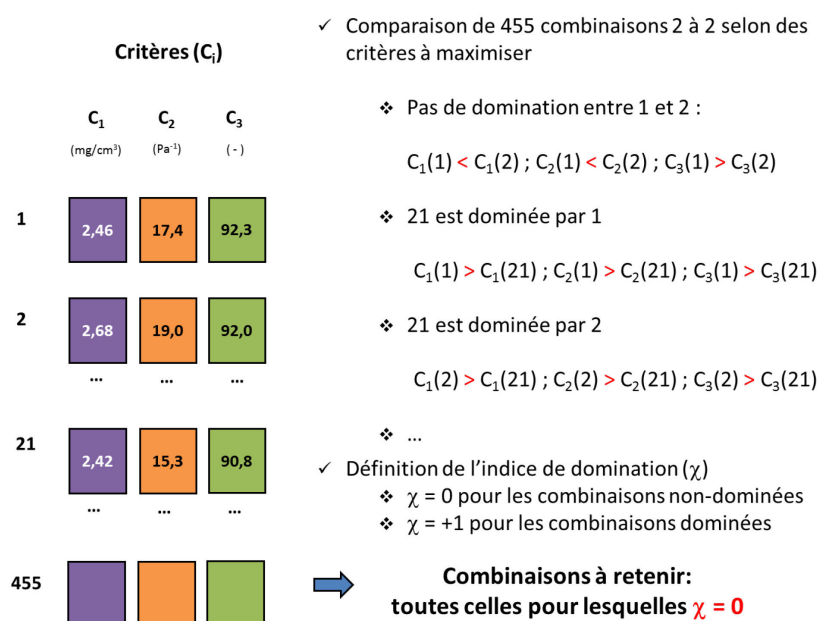 Critères (Ci)
C1 C2 C3
(mg/cm³) (Pa⁻¹) ( - )
1 2,46 17,4 92,3
2 2,68 19,0 92,0
... ... ...
21 2,42 15,3 90,8
... ... ...
455
✓ Comparaison de 455 combinaisons 2 à 2 selon des
critères à maximiser
❖ Pas de domination entre 1 et 2 :
C1(1) < C1(2) ; C2(1) < C2(2) ; C3(1) > C3(2)
❖ 21 est dominée par 1
C1(1) > C1(21) ; C2(1) > C2(21) ; C3(1) > C3(21)
❖ 21 est dominée par 2
C1(2) > C1(21) ; C2(2) > C2(21) ; C3(2) > C3(21)
❖ ...
✓ Définition de l’indice de domination (χ)
❖ χ = 0 pour les combinaisons non-dominées
❖ χ = +1 pour les combinaisons dominées
Combinaisons à retenir:
toutes celles pour lesquelles χ = 0